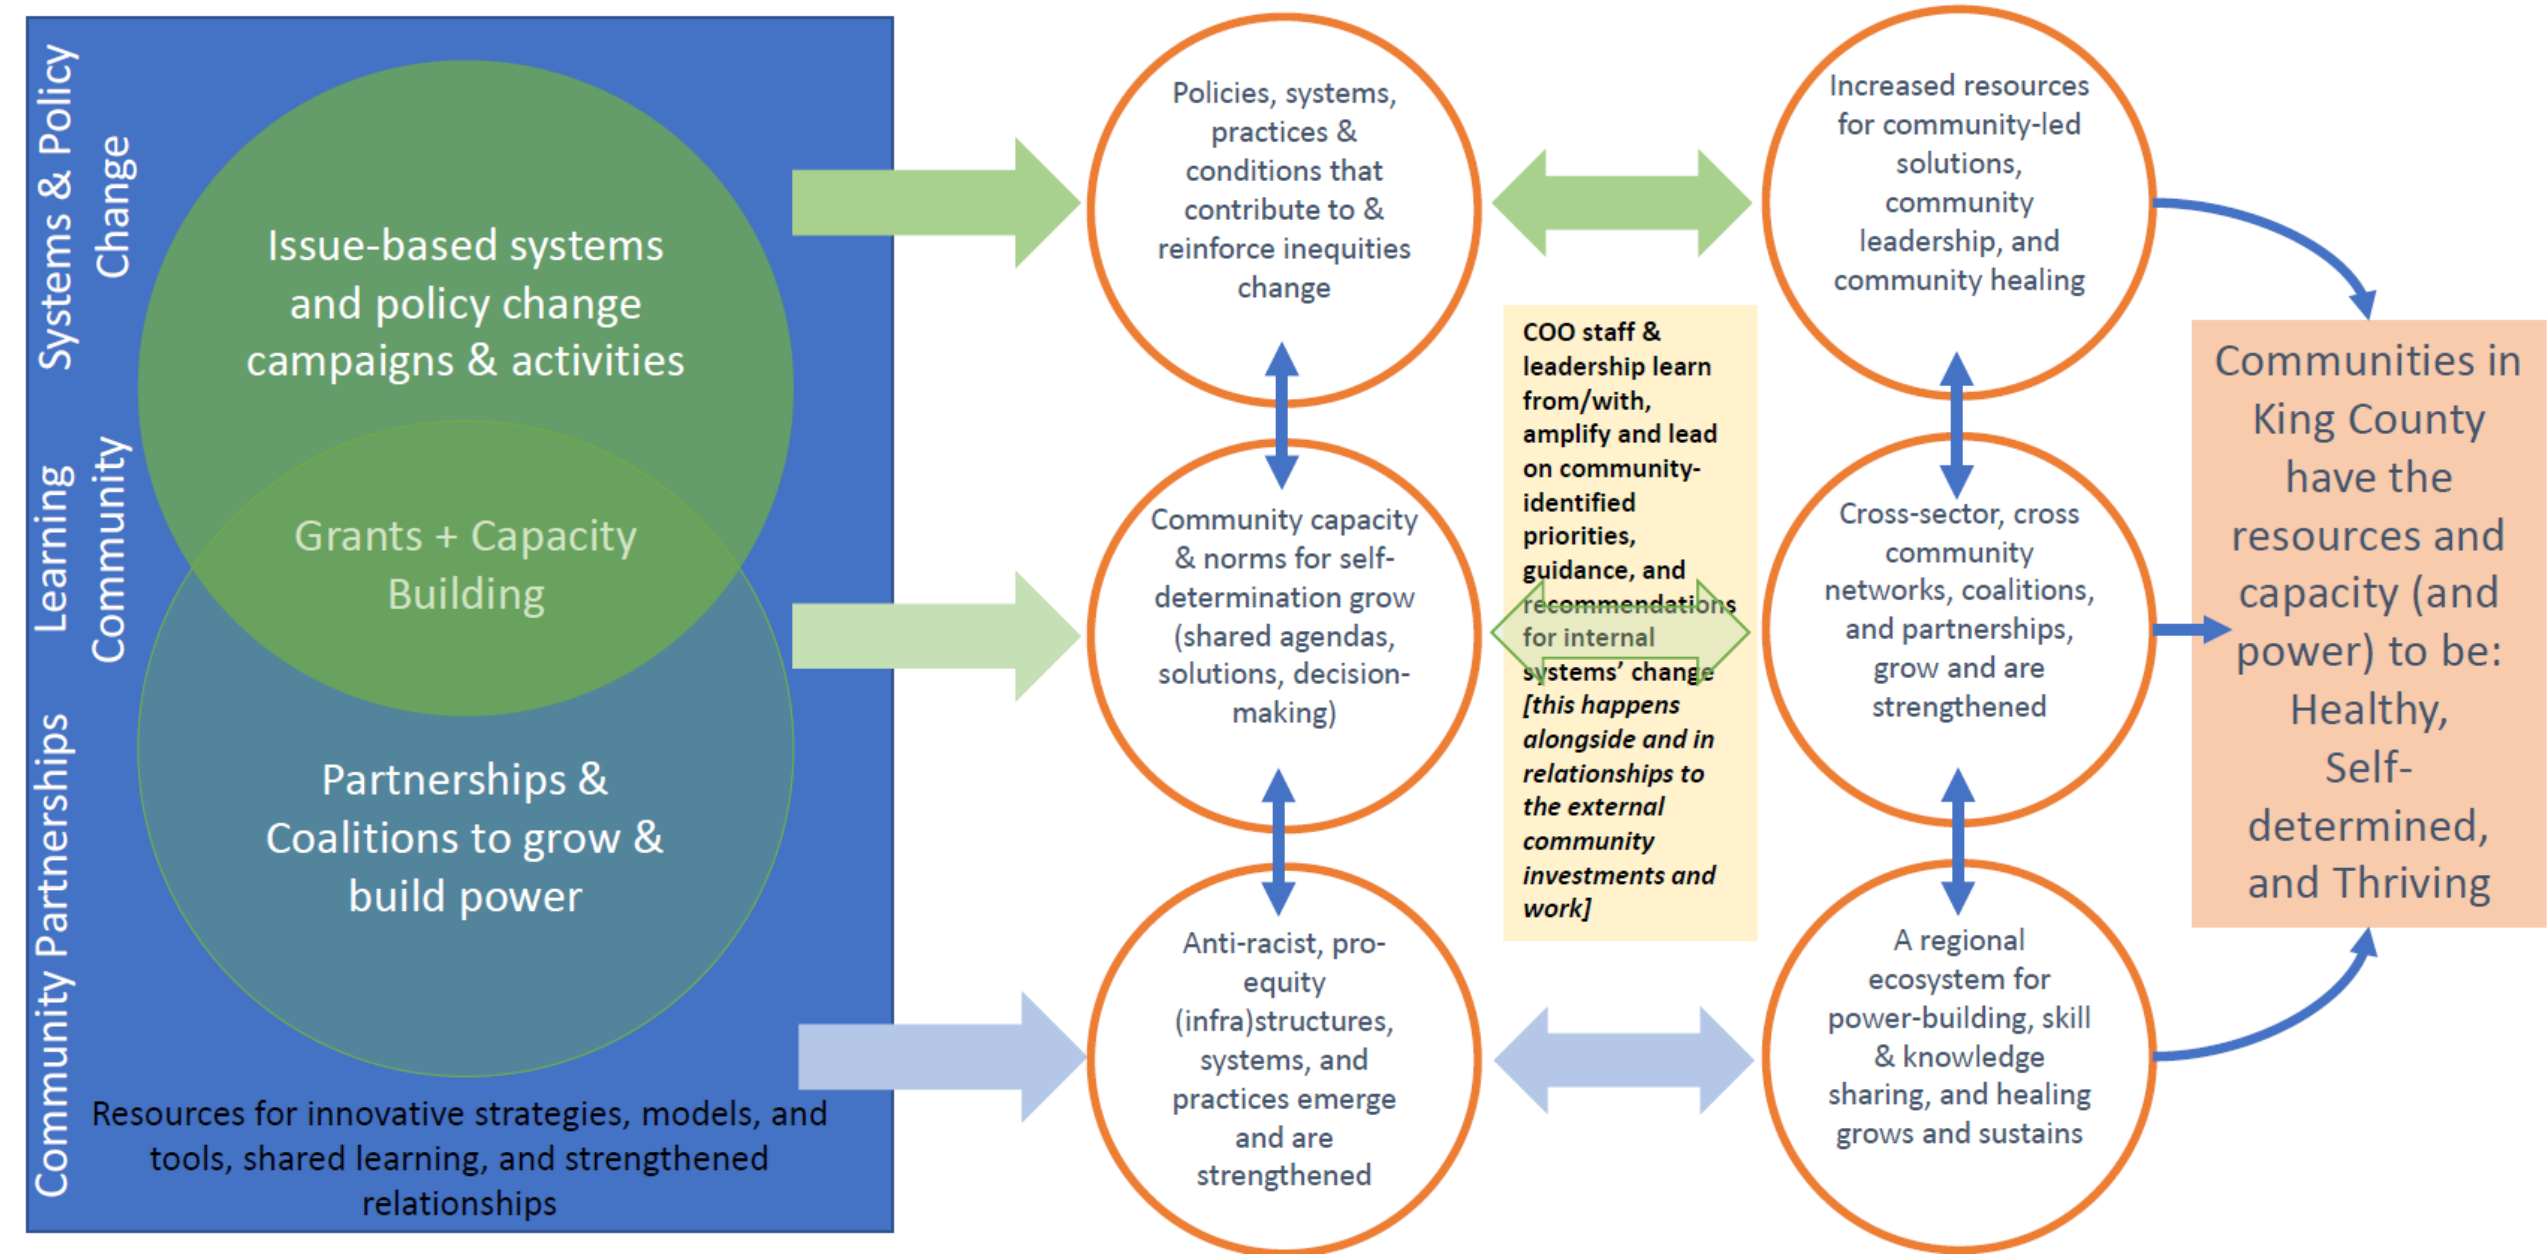 Systems & Policy
Change
Learning
Community
Community Partnerships
Issue-based systems
and policy change
campaigns & activities
Grants + Capacity
Building
Partnerships &
Coalitions to grow &
build power
Resources for innovative strategies, models, and
tools, shared learning, and strengthened
relationships
Policies, systems,
practices &
conditions that
contribute to &
reinforce inequities
change
Community capacity
& norms for self-
determination grow
(shared agendas,
solutions, decision-
making)
Anti-racist, pro-
equity
(infra)structures,
systems, and
practices emerge
and are
strengthened
COO staff &
leadership learn
from/with,
amplify and lead
on community-
identified
priorities,
guidance, and
recommendations
for internal
systems’ change
[this happens
alongside and in
relationships to
the external
community
investments and
work]
Increased resources
for community-led
solutions,
community
leadership, and
community healing
Cross-sector, cross
community
networks, coalitions,
and partnerships,
grow and are
strengthened
A regional
ecosystem for
power-building, skill
& knowledge
sharing, and healing
grows and sustains
Communities in
King County
have the
resources and
capacity (and
power) to be:
Healthy,
Self-
determined,
and Thriving